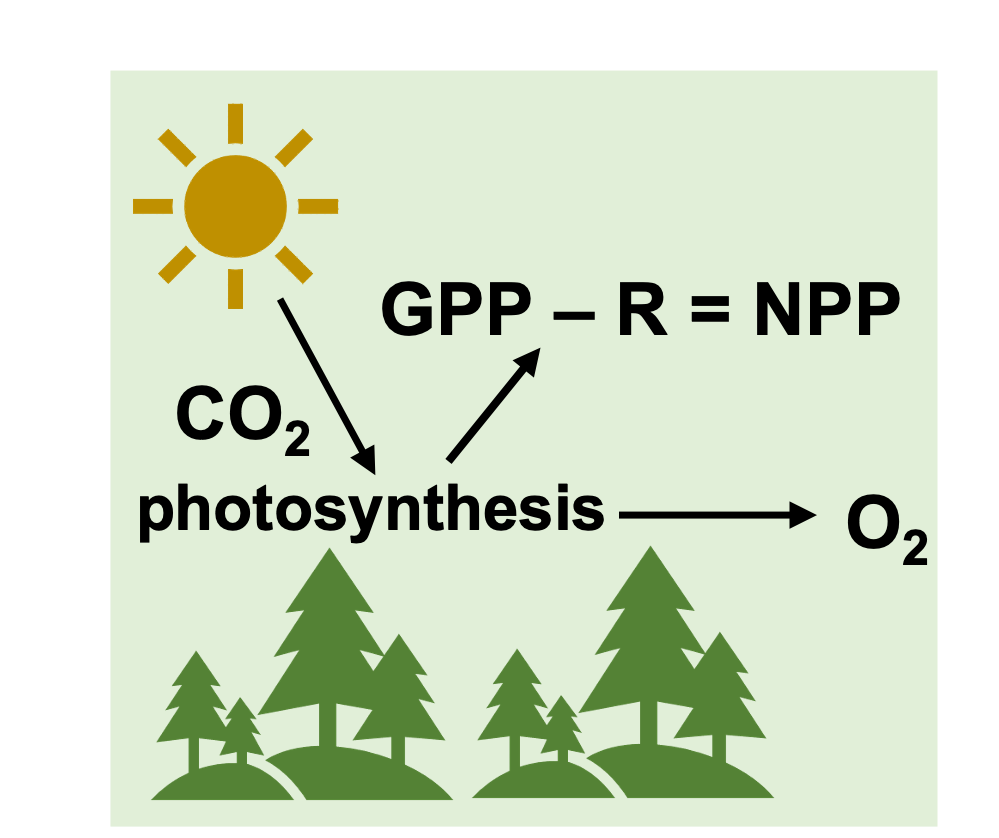 GPP – R = NPP
CO₂
photosynthesis
O₂